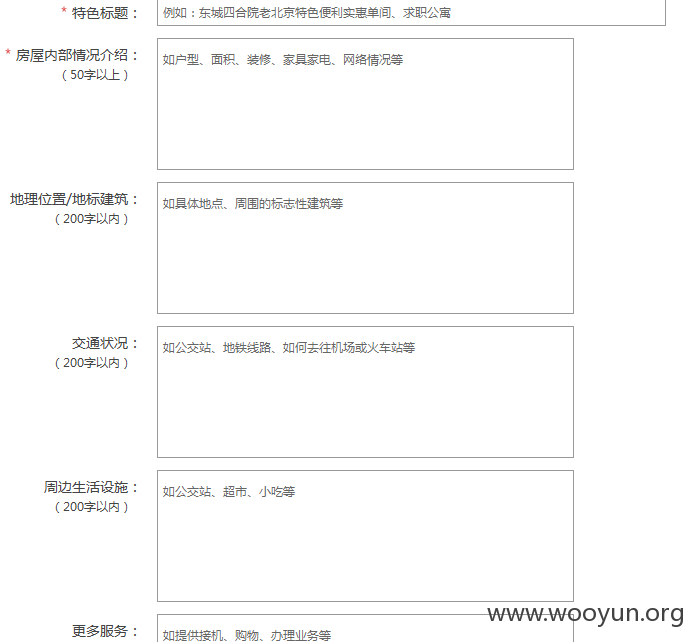 * 特色标题： 例如：东城四合院老北京特色便利实惠单间、求职公寓
* 房屋内部情况介绍： 如户型、面积、装修、家具家电、网络情况等
（50字以上）
地理位置/地标建筑： 如具体地点、周围的标志性建筑等
（200字以内）
交通状况： 如公交站、地铁线路、如何去往机场或火车站等
（200字以内）
周边生活设施： 如公交站、超市、小吃等
（200字以内）
www.wooyun.org
更多服务： 如提供接机、购物、办理业务等